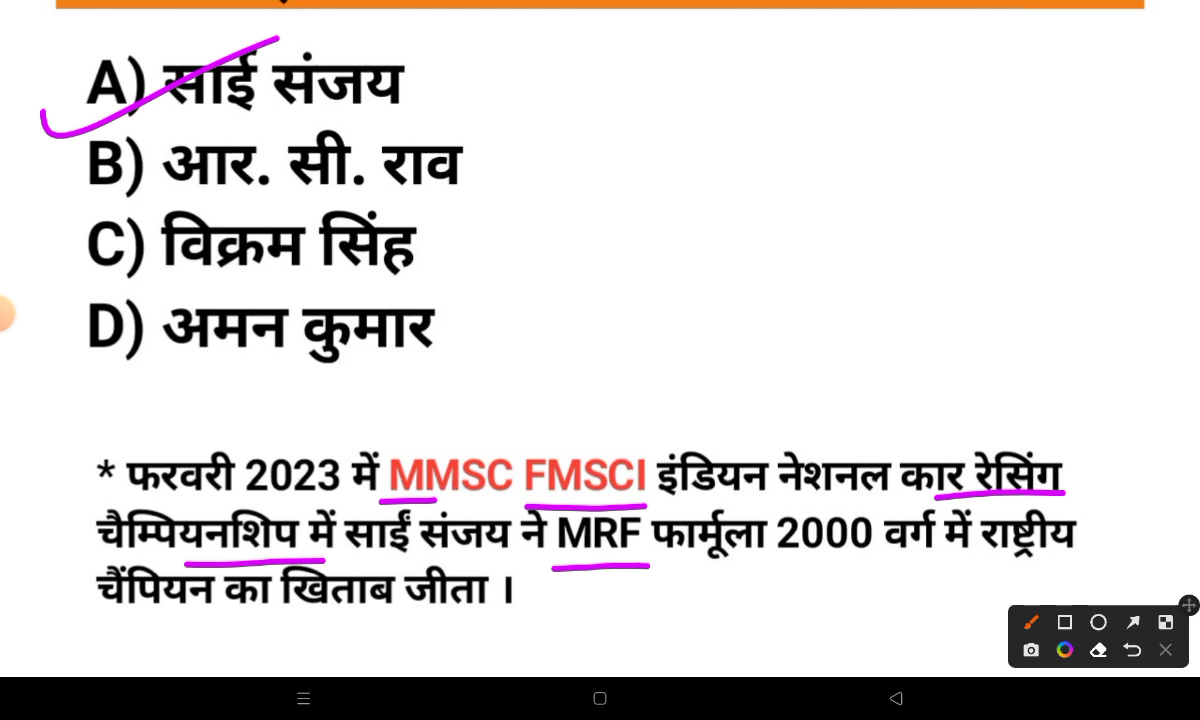 A) साई संजय
B) आर. सी. राव
C) विक्रम सिंह
D) अमन कुमार
* फरवरी 2023 में MMSC FMSCI इंडियन नेशनल कार रेसिंग
चैम्पियनशिप में साईं संजय ने MRF फार्मूला 2000 वर्ग में राष्ट्रीय
चैंपियन का खिताब जीता ।